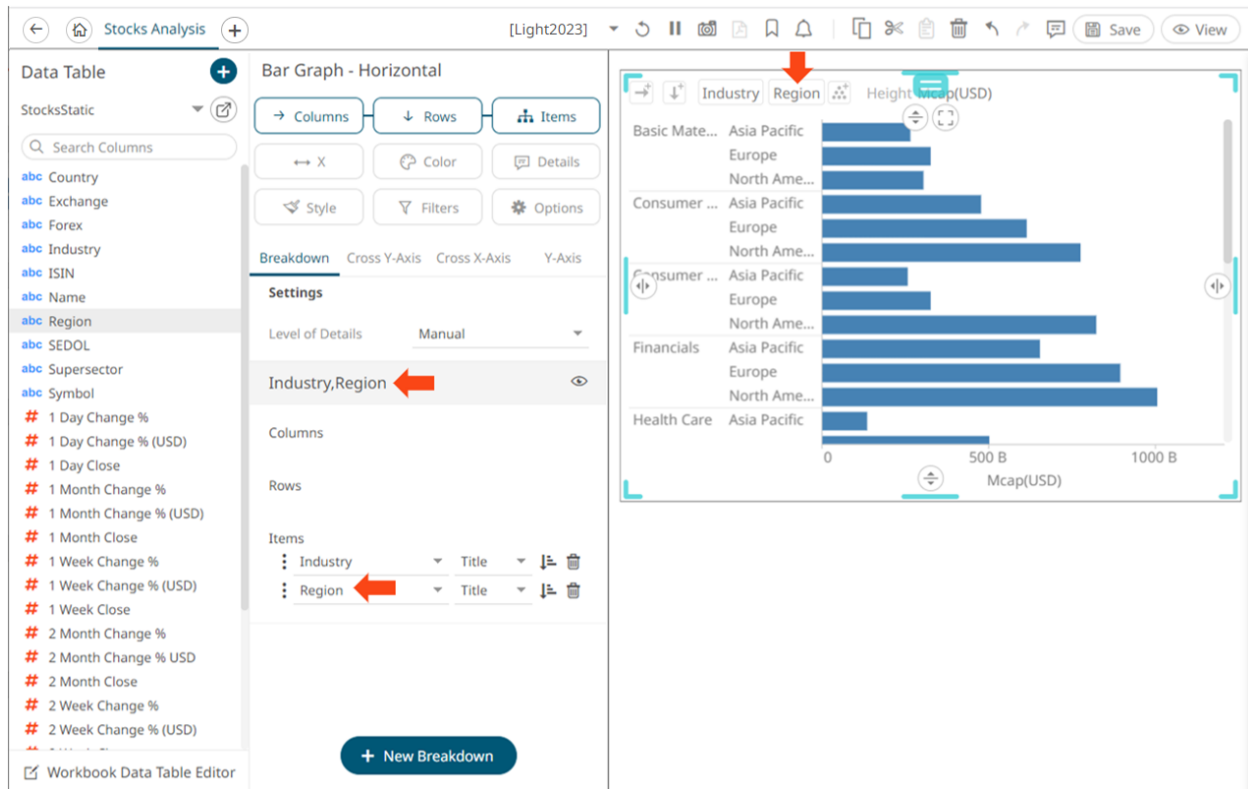 Stocks Analysis
[Light2023]
Save
View
Data Table
StocksStatic
Search Columns
abc Country
abc Exchange
abc Forex
abc Industry
abc ISIN
abc Name
abc Region
abc SEDOL
abc Supersector
abc Symbol
# 1 Day Change %
# 1 Day Change % (USD)
# 1 Day Close
# 1 Month Change %
# 1 Month Change % (USD)
# 1 Month Close
# 1 Week Change %
# 1 Week Change % (USD)
# 1 Week Close
# 2 Month Change %
# 2 Month Change % USD
# 2 Month Close
# 2 Week Change %
# 2 Week Change % (USD)
Workbook Data Table Editor
Bar Graph - Horizontal
Columns
Rows
Items
X
Color
Details
Style
Filters
Options
Breakdown
Cross Y-Axis
Cross X-Axis
Y-Axis
Settings
Level of Details
Manual
Industry,Region
Columns
Rows
Items
Industry
Title
Region
Title
+ New Breakdown
Industry
Region
Height Mcap(USD)
Basic Mate... Asia Pacific
Europe
North Ame...
Consumer ... Asia Pacific
Europe
North Ame...
Consumer ... Asia Pacific
Europe
North Ame...
Financials Asia Pacific
Europe
North Ame...
Health Care Asia Pacific
0
500 B
1000 B
Mcap(USD)